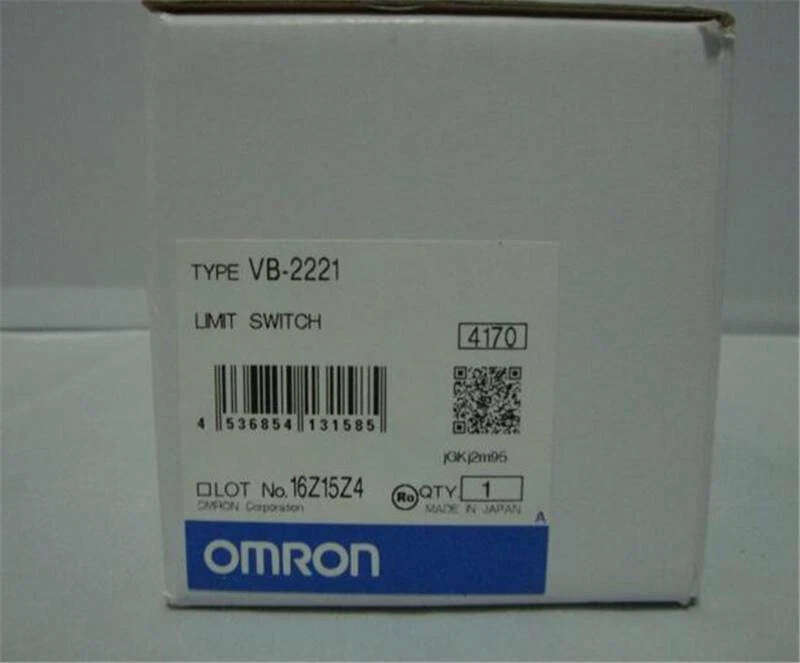 TYPE VB-2221
LIMIT SWITCH
4170
4 536854 131585
jGKj2m95
□LOT No. 16Z15Z4
Ro QTY. 1
OMRON Corporation
MADE IN JAPAN
A
OMRON